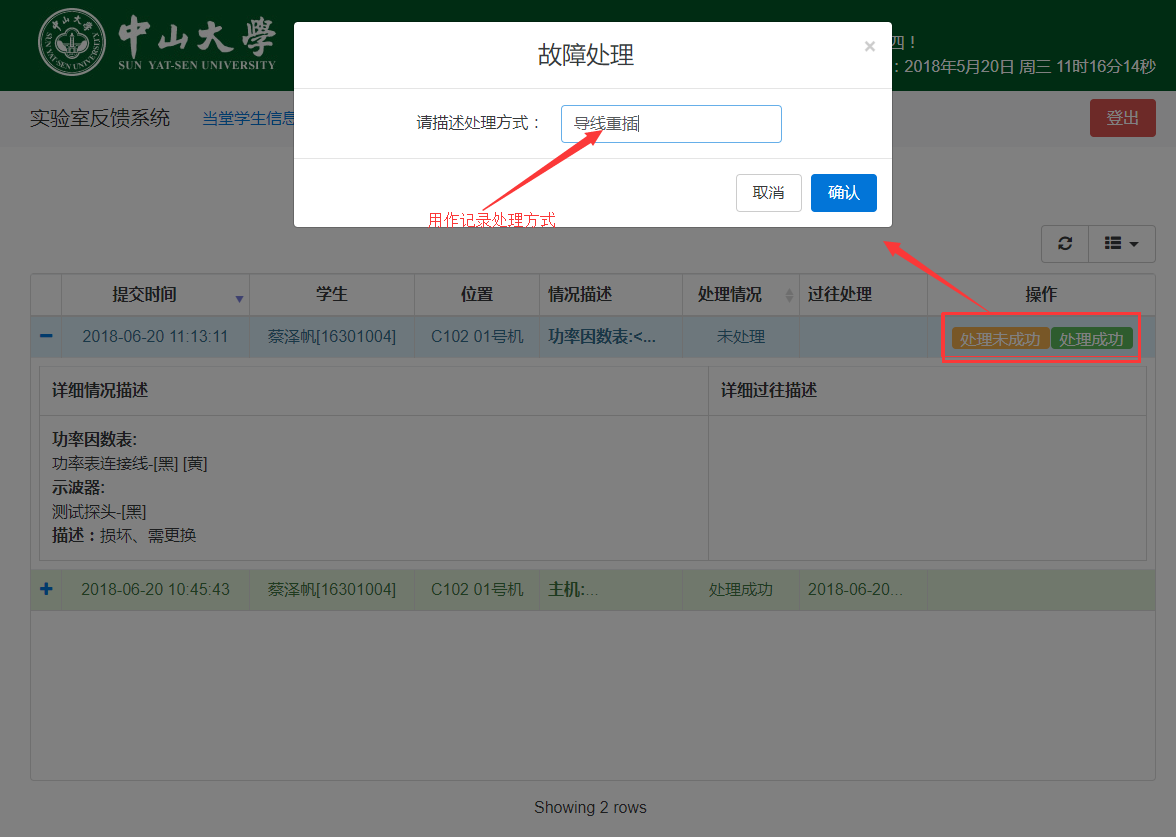 中山大學
SUN YAT-SEN UNIVERSITY
四！
：2018年5月20日 周三 11时16分14秒
实验室反馈系统
当堂学生信息
登出
故障处理
×
请描述处理方式：
导线重插
取消
确认
用作记录处理方式
提交时间 学生 位置 情况描述 处理情况 过往处理 操作
2018-06-20 11:13:11 蔡泽帆[16301004] C102 01号机 功率因数表:<... 未处理 处理未成功 处理成功
详细情况描述 详细过往描述
功率因数表:
功率表连接线-[黑] [黄]
示波器:
测试探头-[黑]
描述：损坏、需更换
2018-06-20 10:45:43 蔡泽帆[16301004] C102 01号机 主机:... 处理成功 2018-06-20...
Showing 2 rows